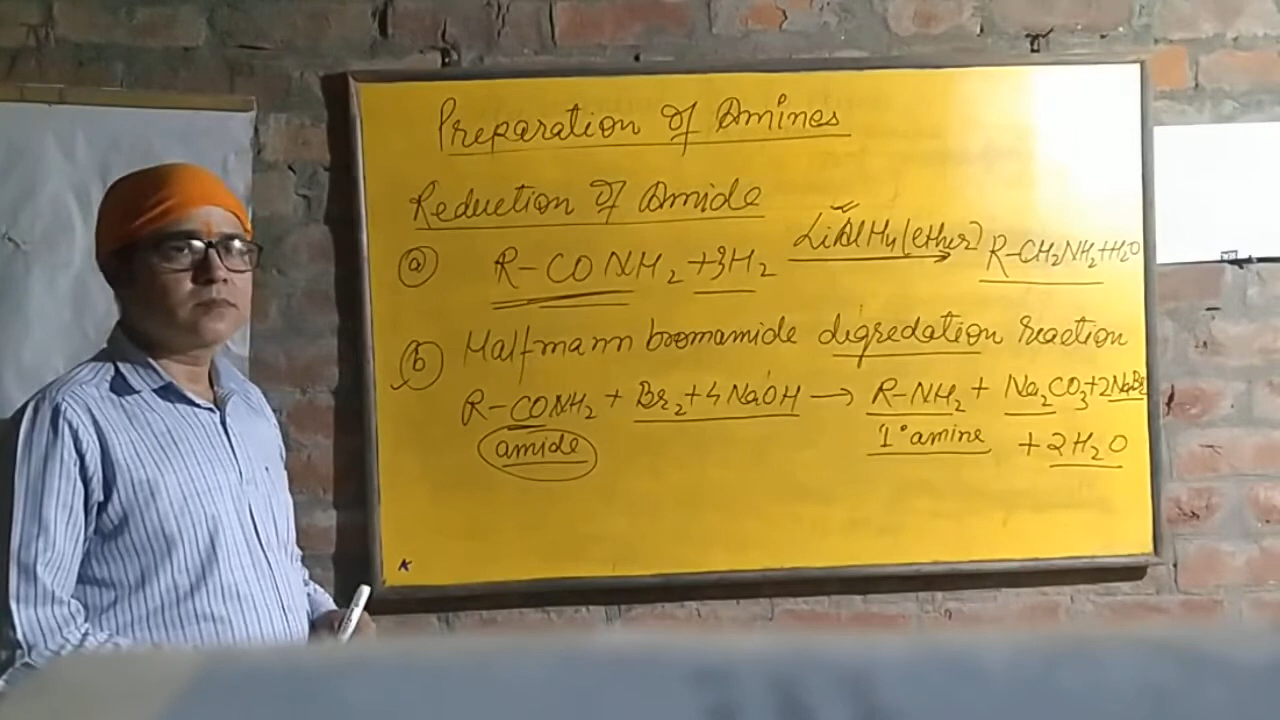 Preparation of Amines
Reduction of Amide
(a) R-CONH2 +3H2 LiAlH4(ether) R-CH2NH2+H2O
(b) Halfmann bromamide digredation reaction
R-CONH2 + Br2+4NaOH → R-NH2 + Na2CO3+2NaBr
amide 1° amine + 2H2O
K